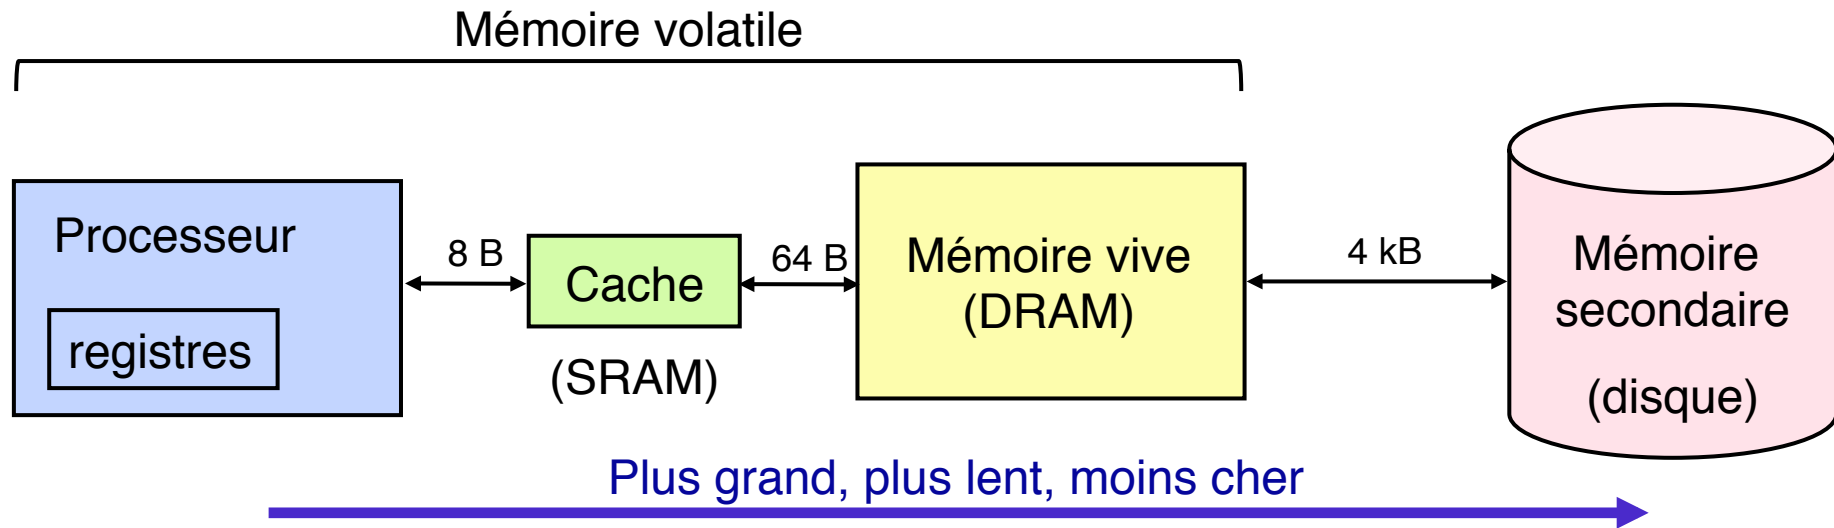 Mémoire volatile
Processeur
registres
8 B
Cache
(SRAM)
64 B
Mémoire vive
(DRAM)
4 kB
Mémoire
secondaire
(disque)
Plus grand, plus lent, moins cher